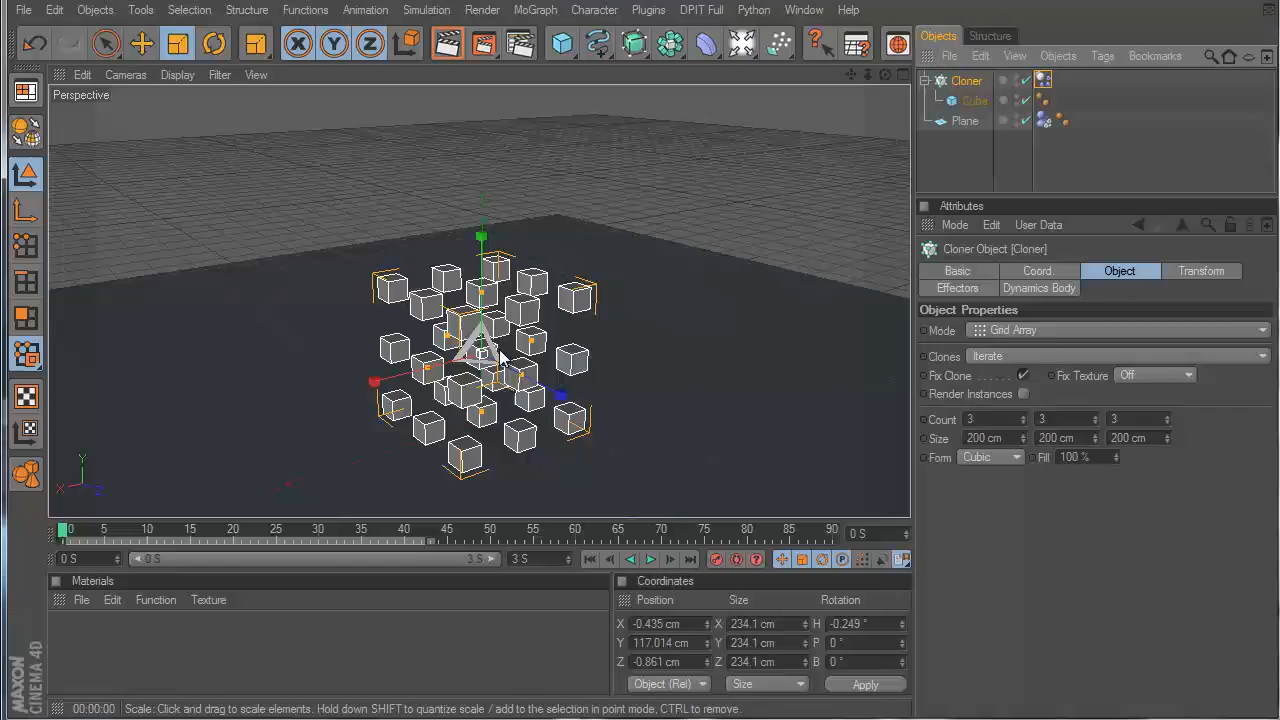 File Edit Objects Tools Selection Structure Functions Animation Simulation Render MoGraph Character Plugins DPIT Full Python Window Help
Objects Structure
File Edit View Objects Tags Bookmarks
Edit Cameras Display Filter View
Perspective
Cloner
Cube
Plane
Attributes
Mode Edit User Data
Cloner Object [Cloner]
Basic Coord. Object Transform
Effectors Dynamics Body
Object Properties
Mode Grid Array
Clones Iterate
Fix Clone Fix Texture Off
Render Instances
Count 3 3 3
Size 200 cm 200 cm 200 cm
Form Cubic Fill 100 %
Y
X Z
0 5 10 15 20 25 30 35 40 45 50 55 60 65 70 75 80 85 90 0 S
0 S 0 S 3 S 3 S
Materials
File Edit Function Texture
Coordinates
Position Size Rotation
X -0.435 cm X 234.1 cm H -0.249 °
Y 117.014 cm Y 234.1 cm P 0 °
Z -0.861 cm Z 234.1 cm B 0 °
Object (Rel) Size Apply
MAXON CINEMA 4D
00:00:00 Scale: Click and drag to scale elements. Hold down SHIFT to quantize scale / add to the selection in point mode, CTRL to remove.